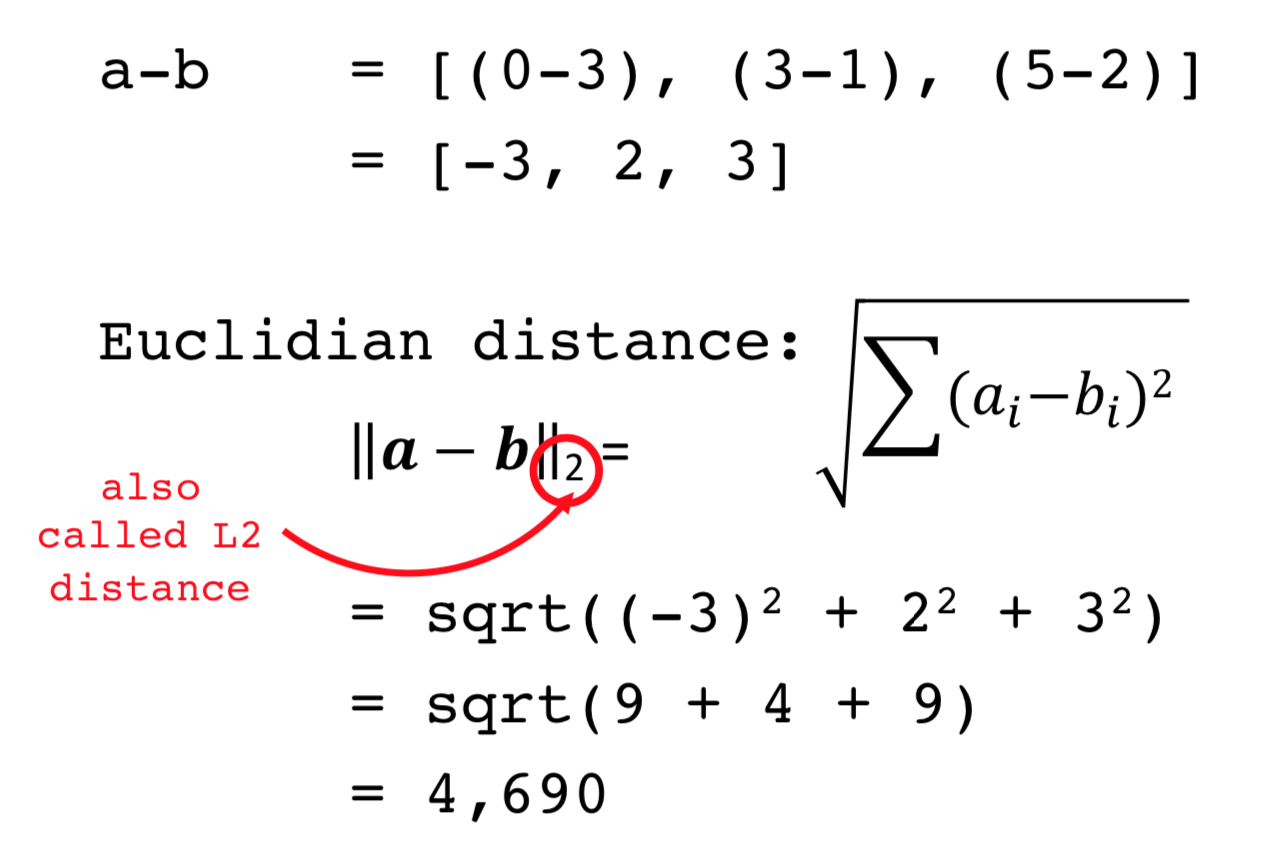 a-b = [(0-3), (3-1), (5-2)]
= [-3, 2, 3]
Euclidian distance: √∑(aᵢ−bᵢ)²
‖a − b‖₂ =
also
called L2
distance
= sqrt((-3)² + 2² + 3²)
= sqrt(9 + 4 + 9)
= 4,690